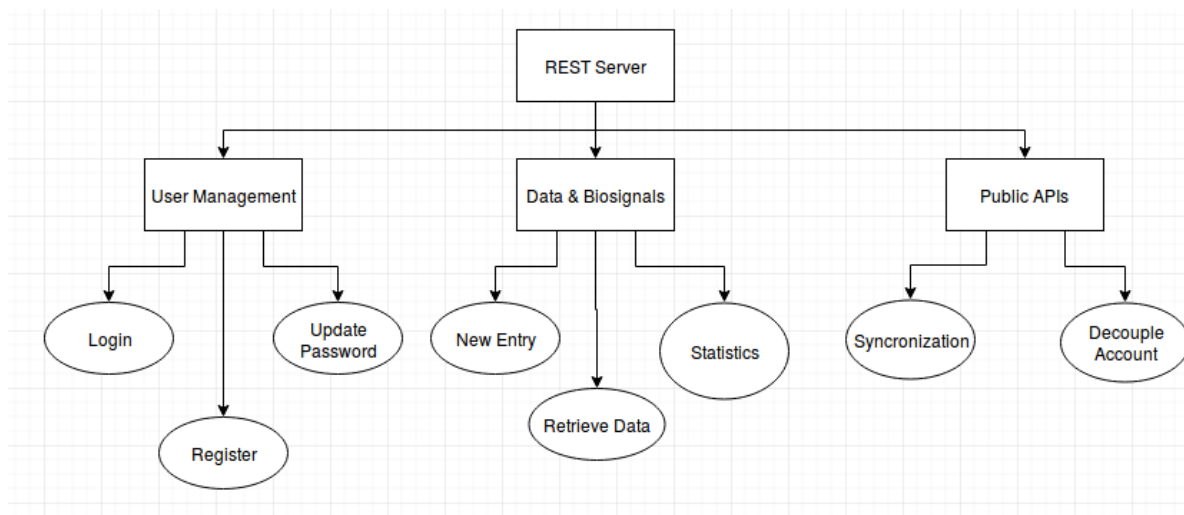 REST Server
User Management
Data & Biosignals
Public APIs
Login
Update
Password
New Entry
Statistics
Syncronization
Decouple
Account
Register
Retrieve Data